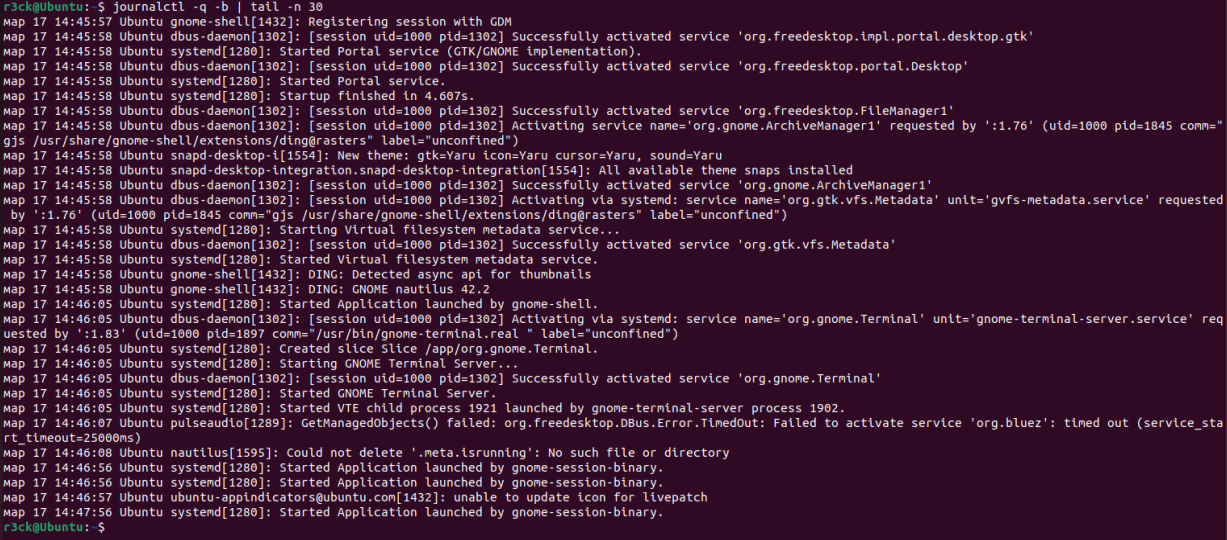 r3ck@Ubuntu:~$ journalctl -q -b | tail -n 30
мар 17 14:45:57 Ubuntu gnome-shell[1432]: Registering session with GDM
мар 17 14:45:58 Ubuntu dbus-daemon[1302]: [session uid=1000 pid=1302] Successfully activated service 'org.freedesktop.impl.portal.desktop.gtk'
мар 17 14:45:58 Ubuntu systemd[1280]: Started Portal service (GTK/GNOME implementation).
мар 17 14:45:58 Ubuntu dbus-daemon[1302]: [session uid=1000 pid=1302] Successfully activated service 'org.freedesktop.portal.Desktop'
мар 17 14:45:58 Ubuntu systemd[1280]: Started Portal service.
мар 17 14:45:58 Ubuntu systemd[1280]: Startup finished in 4.607s.
мар 17 14:45:58 Ubuntu dbus-daemon[1302]: [session uid=1000 pid=1302] Successfully activated service 'org.freedesktop.FileManager1'
мар 17 14:45:58 Ubuntu dbus-daemon[1302]: [session uid=1000 pid=1302] Activating service name='org.gnome.ArchiveManager1' requested by ':1.76' (uid=1000 pid=1845 comm="
gjs /usr/share/gnome-shell/extensions/ding@rasters" label="unconfined")
мар 17 14:45:58 Ubuntu snapd-desktop-i[1554]: New theme: gtk=Yaru icon=Yaru cursor=Yaru, sound=Yaru
мар 17 14:45:58 Ubuntu snapd-desktop-integration.snapd-desktop-integration[1554]: All available theme snaps installed
мар 17 14:45:58 Ubuntu dbus-daemon[1302]: [session uid=1000 pid=1302] Successfully activated service 'org.gnome.ArchiveManager1'
мар 17 14:45:58 Ubuntu dbus-daemon[1302]: [session uid=1000 pid=1302] Activating via systemd: service name='org.gtk.vfs.Metadata' unit='gvfs-metadata.service' requested
 by ':1.76' (uid=1000 pid=1845 comm="gjs /usr/share/gnome-shell/extensions/ding@rasters" label="unconfined")
мар 17 14:45:58 Ubuntu systemd[1280]: Starting Virtual filesystem metadata service...
мар 17 14:45:58 Ubuntu dbus-daemon[1302]: [session uid=1000 pid=1302] Successfully activated service 'org.gtk.vfs.Metadata'
мар 17 14:45:58 Ubuntu systemd[1280]: Started Virtual filesystem metadata service.
мар 17 14:45:58 Ubuntu gnome-shell[1432]: DING: Detected async api for thumbnails
мар 17 14:45:58 Ubuntu gnome-shell[1432]: DING: GNOME nautilus 42.2
мар 17 14:46:05 Ubuntu systemd[1280]: Started Application launched by gnome-shell.
мар 17 14:46:05 Ubuntu dbus-daemon[1302]: [session uid=1000 pid=1302] Activating via systemd: service name='org.gnome.Terminal' unit='gnome-terminal-server.service' req
uested by ':1.83' (uid=1000 pid=1897 comm="/usr/bin/gnome-terminal.real " label="unconfined")
мар 17 14:46:05 Ubuntu systemd[1280]: Created slice Slice /app/org.gnome.Terminal.
мар 17 14:46:05 Ubuntu systemd[1280]: Starting GNOME Terminal Server...
мар 17 14:46:05 Ubuntu dbus-daemon[1302]: [session uid=1000 pid=1302] Successfully activated service 'org.gnome.Terminal'
мар 17 14:46:05 Ubuntu systemd[1280]: Started GNOME Terminal Server.
мар 17 14:46:05 Ubuntu systemd[1280]: Started VTE child process 1921 launched by gnome-terminal-server process 1902.
мар 17 14:46:07 Ubuntu pulseaudio[1289]: GetManagedObjects() failed: org.freedesktop.DBus.Error.TimedOut: Failed to activate service 'org.bluez': timed out (service_sta
rt_timeout=25000ms)
мар 17 14:46:08 Ubuntu nautilus[1595]: Could not delete '.meta.isrunning': No such file or directory
мар 17 14:46:56 Ubuntu systemd[1280]: Started Application launched by gnome-session-binary.
мар 17 14:46:56 Ubuntu systemd[1280]: Started Application launched by gnome-session-binary.
мар 17 14:46:57 Ubuntu ubuntu-appindicators@ubuntu.com[1432]: unable to update icon for livepatch
мар 17 14:47:56 Ubuntu systemd[1280]: Started Application launched by gnome-session-binary.
r3ck@Ubuntu:~$